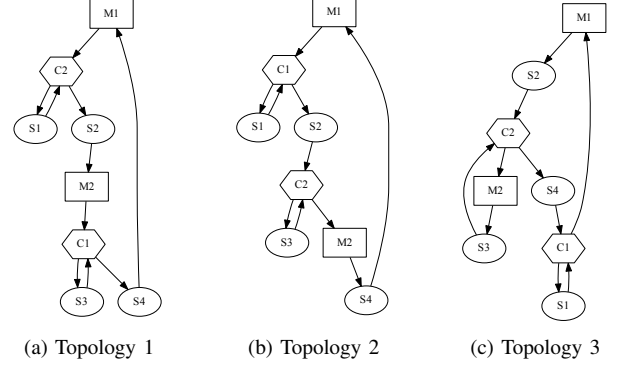 M1
C2
S1
S2
M2
C1
S3
S4
(a) Topology 1
M1
C1
S1
S2
C2
S3
M2
S4
(b) Topology 2
M1
S2
C2
M2
S4
S3
C1
S1
(c) Topology 3